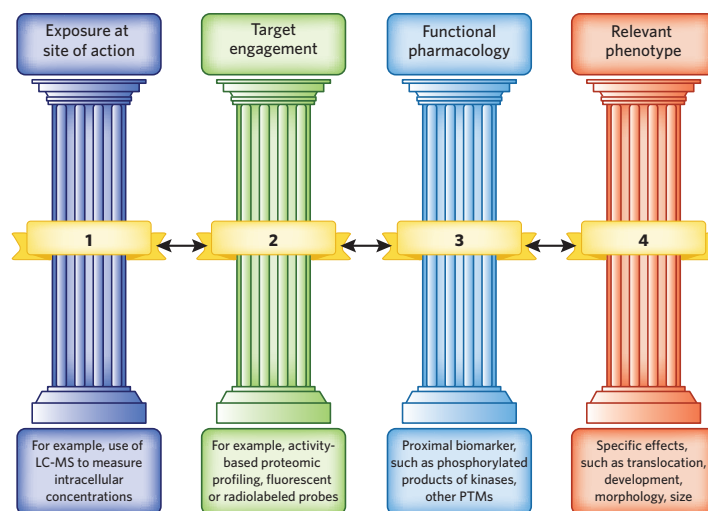 Exposure at
site of action
Target
engagement
Functional
pharmacology
Relevant
phenotype
1
2
3
4
For example, use of
LC-MS to measure
intracellular
concentrations
For example, activity-
based proteomic
profiling, fluorescent
or radiolabeled probes
Proximal biomarker,
such as phosphorylated
products of kinases,
other PTMs
Specific effects,
such as translocation,
development,
morphology, size